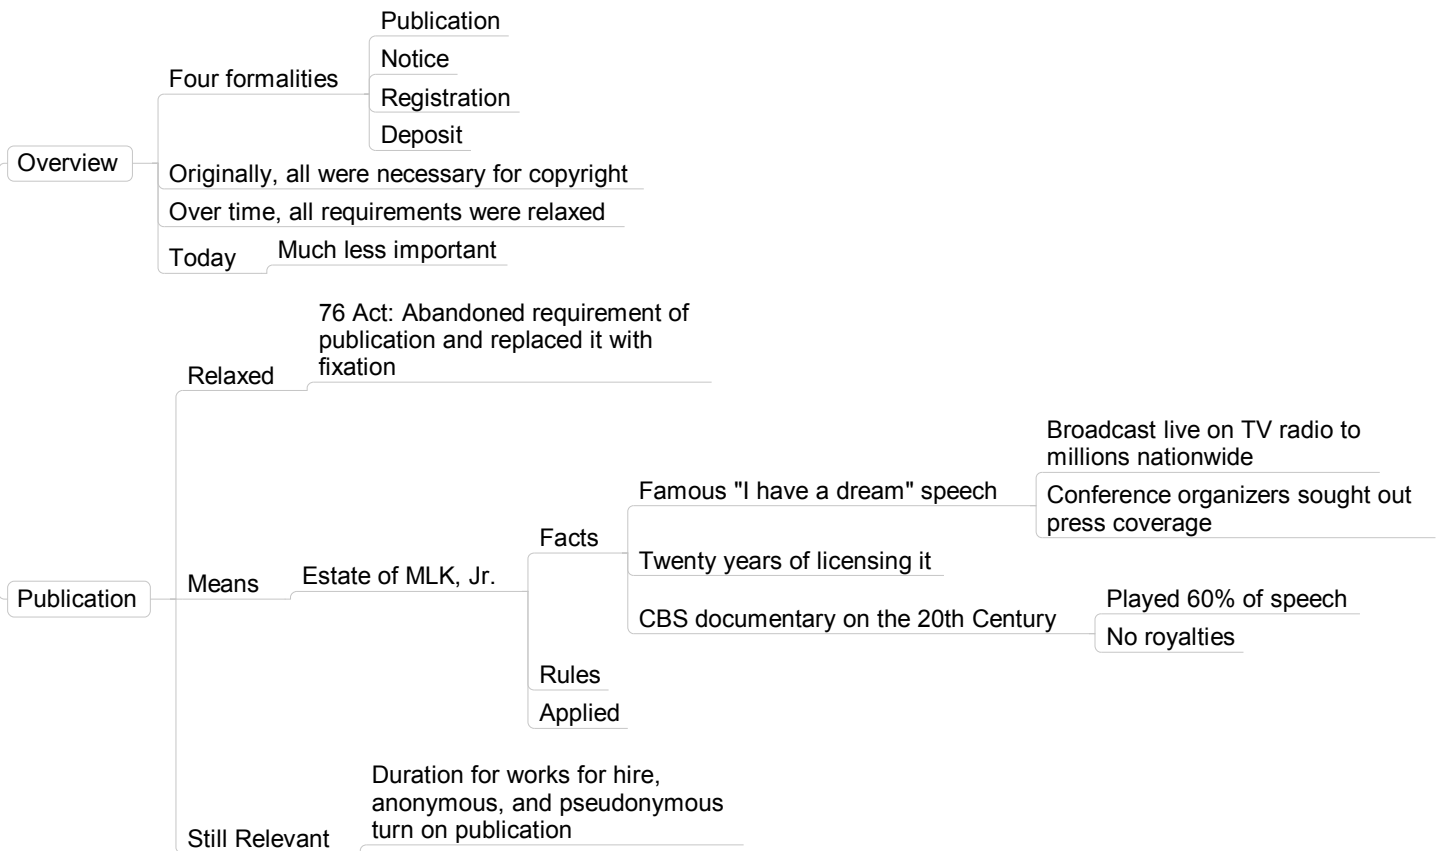 Overview
Four formalities
Publication
Notice
Registration
Deposit
Originally, all were necessary for copyright
Over time, all requirements were relaxed
Today
Much less important
Publication
Relaxed
76 Act: Abandoned requirement of
publication and replaced it with
fixation
Means
Estate of MLK, Jr.
Facts
Famous "I have a dream" speech
Broadcast live on TV radio to
millions nationwide
Conference organizers sought out
press coverage
Twenty years of licensing it
CBS documentary on the 20th Century
Played 60% of speech
No royalties
Rules
Applied
Still Relevant
Duration for works for hire,
anonymous, and pseudonymous
turn on publication